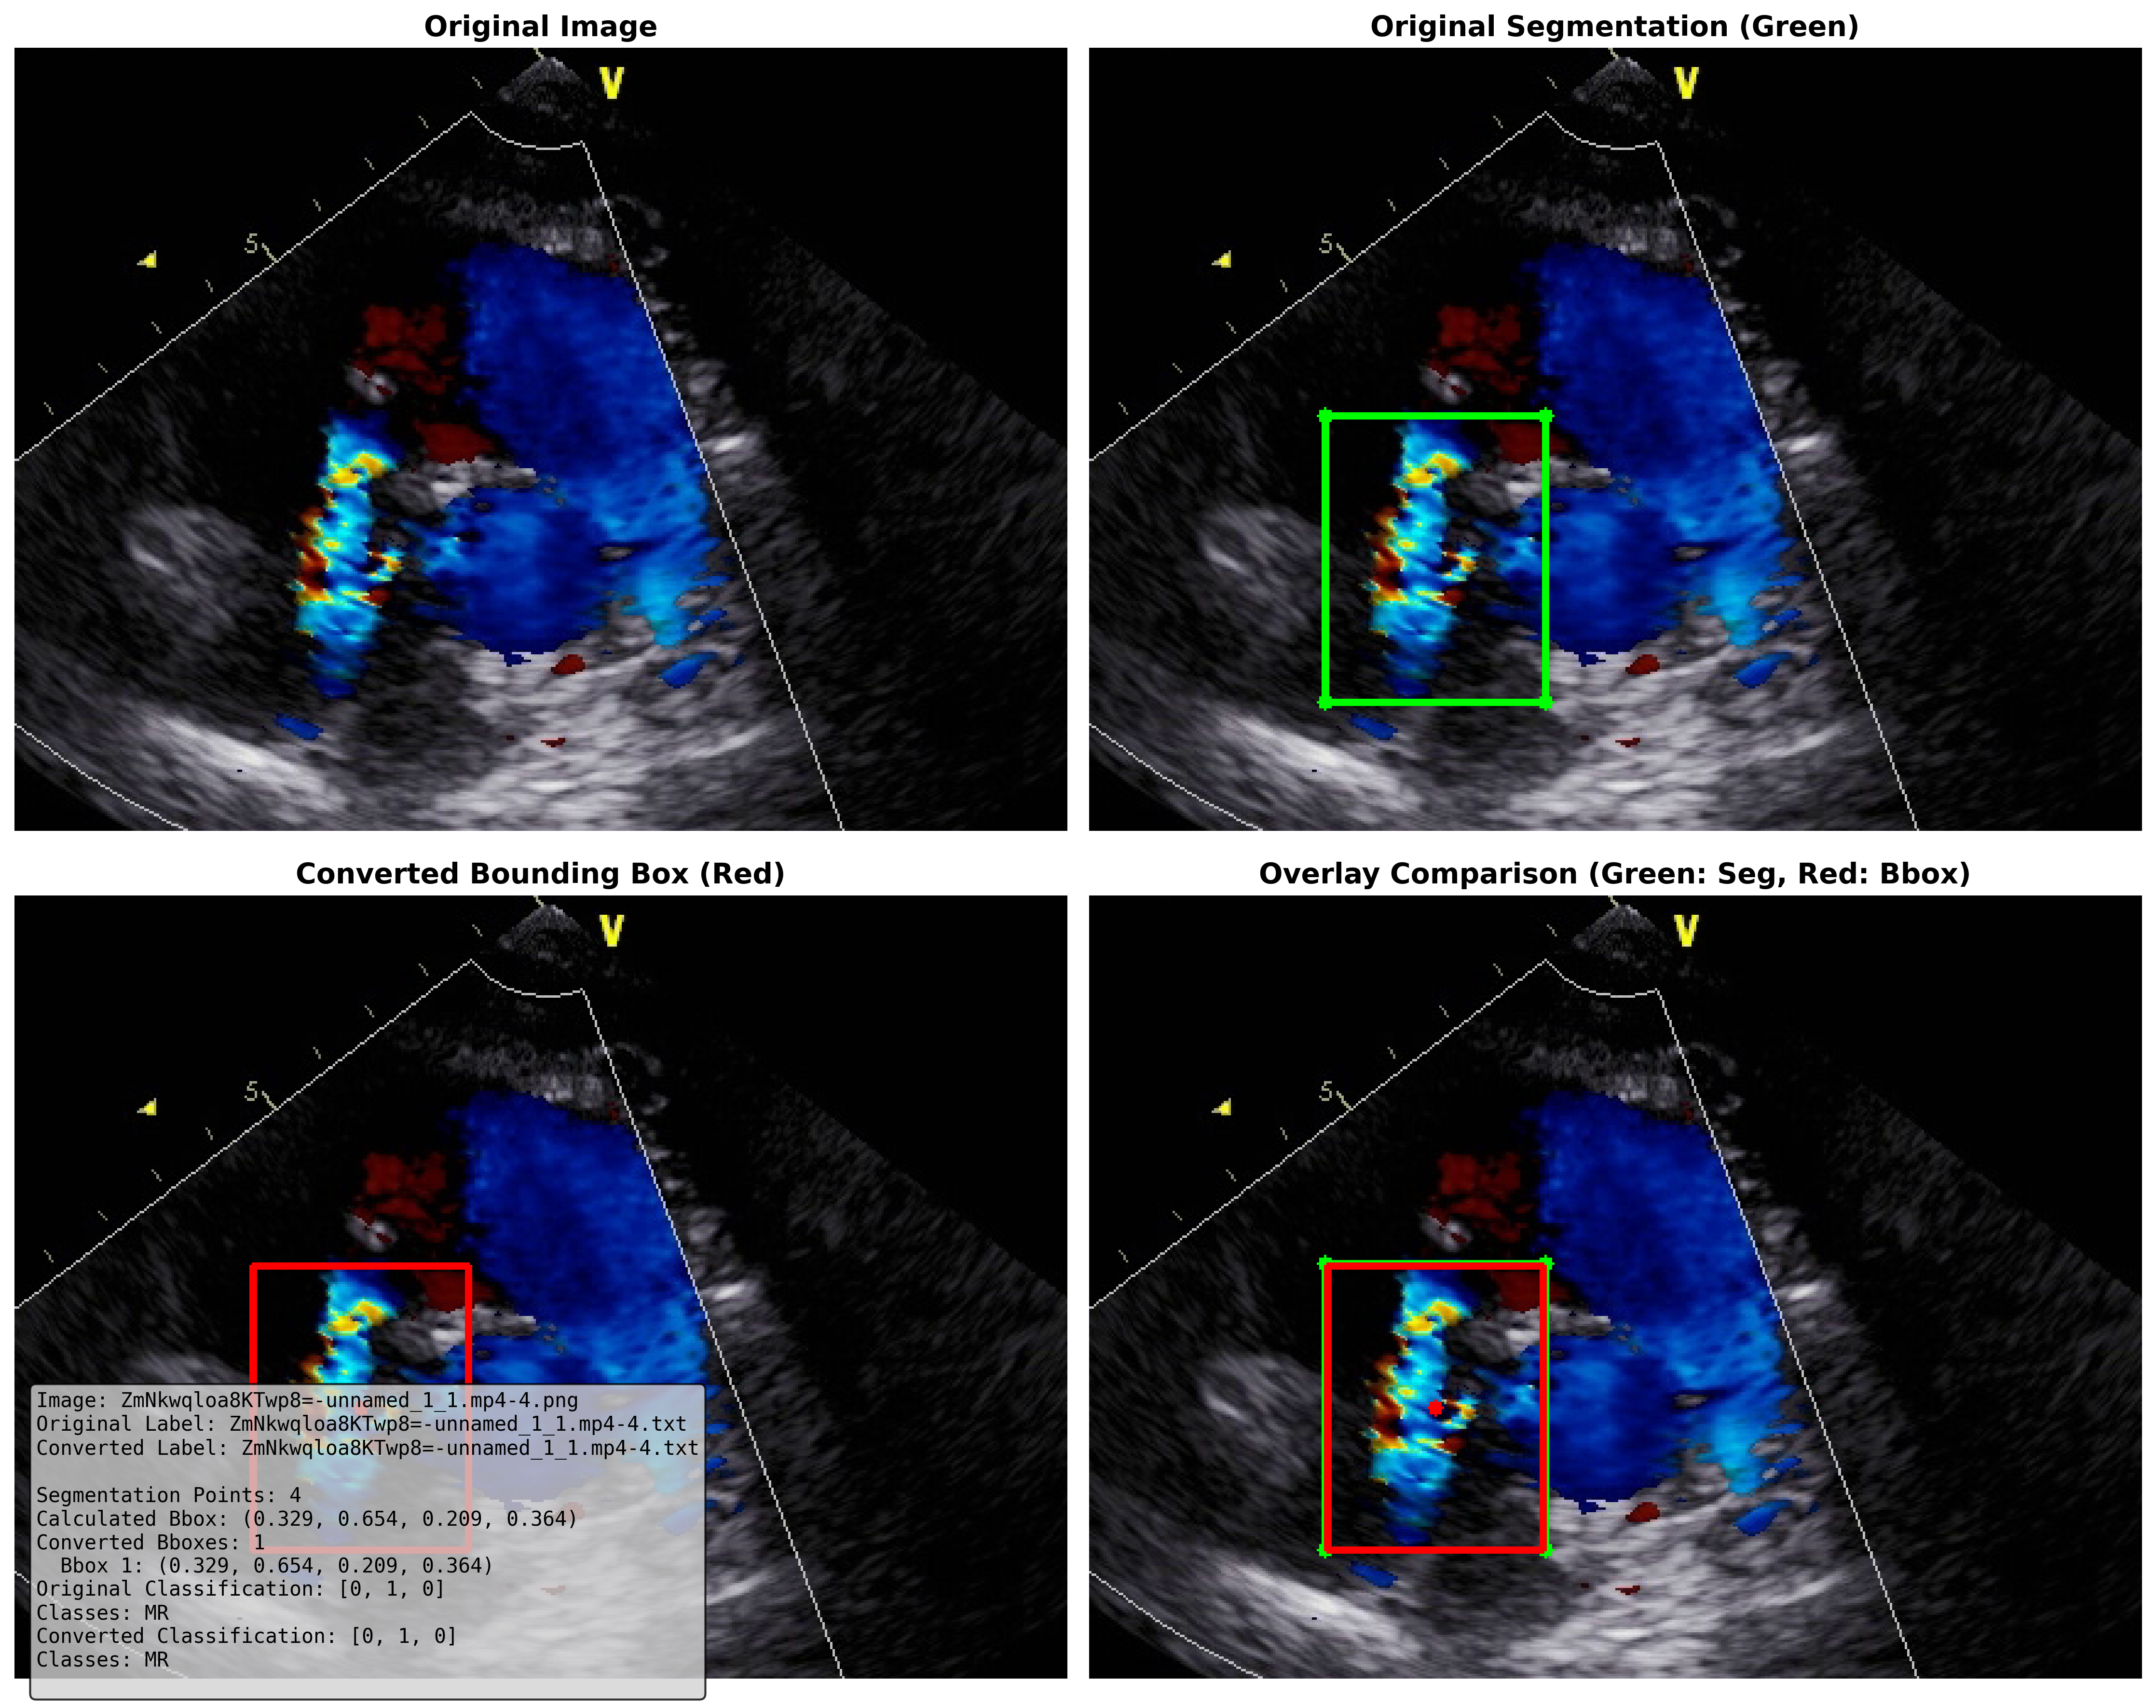 Original Image
Original Segmentation (Green)
V
5
V
5
Converted Bounding Box (Red)
Overlay Comparison (Green: Seg, Red: Bbox)
V
5
V
5
Image: ZmNkwqloa8KTwp8=-unnamed_1_1.mp4-4.png
Original Label: ZmNkwqloa8KTwp8=-unnamed_1_1.mp4-4.txt
Converted Label: ZmNkwqloa8KTwp8=-unnamed_1_1.mp4-4.txt
Segmentation Points: 4
Calculated Bbox: (0.329, 0.654, 0.209, 0.364)
Converted Bboxes: 1
Bbox 1: (0.329, 0.654, 0.209, 0.364)
Original Classification: [0, 1, 0]
Classes: MR
Converted Classification: [0, 1, 0]
Classes: MR